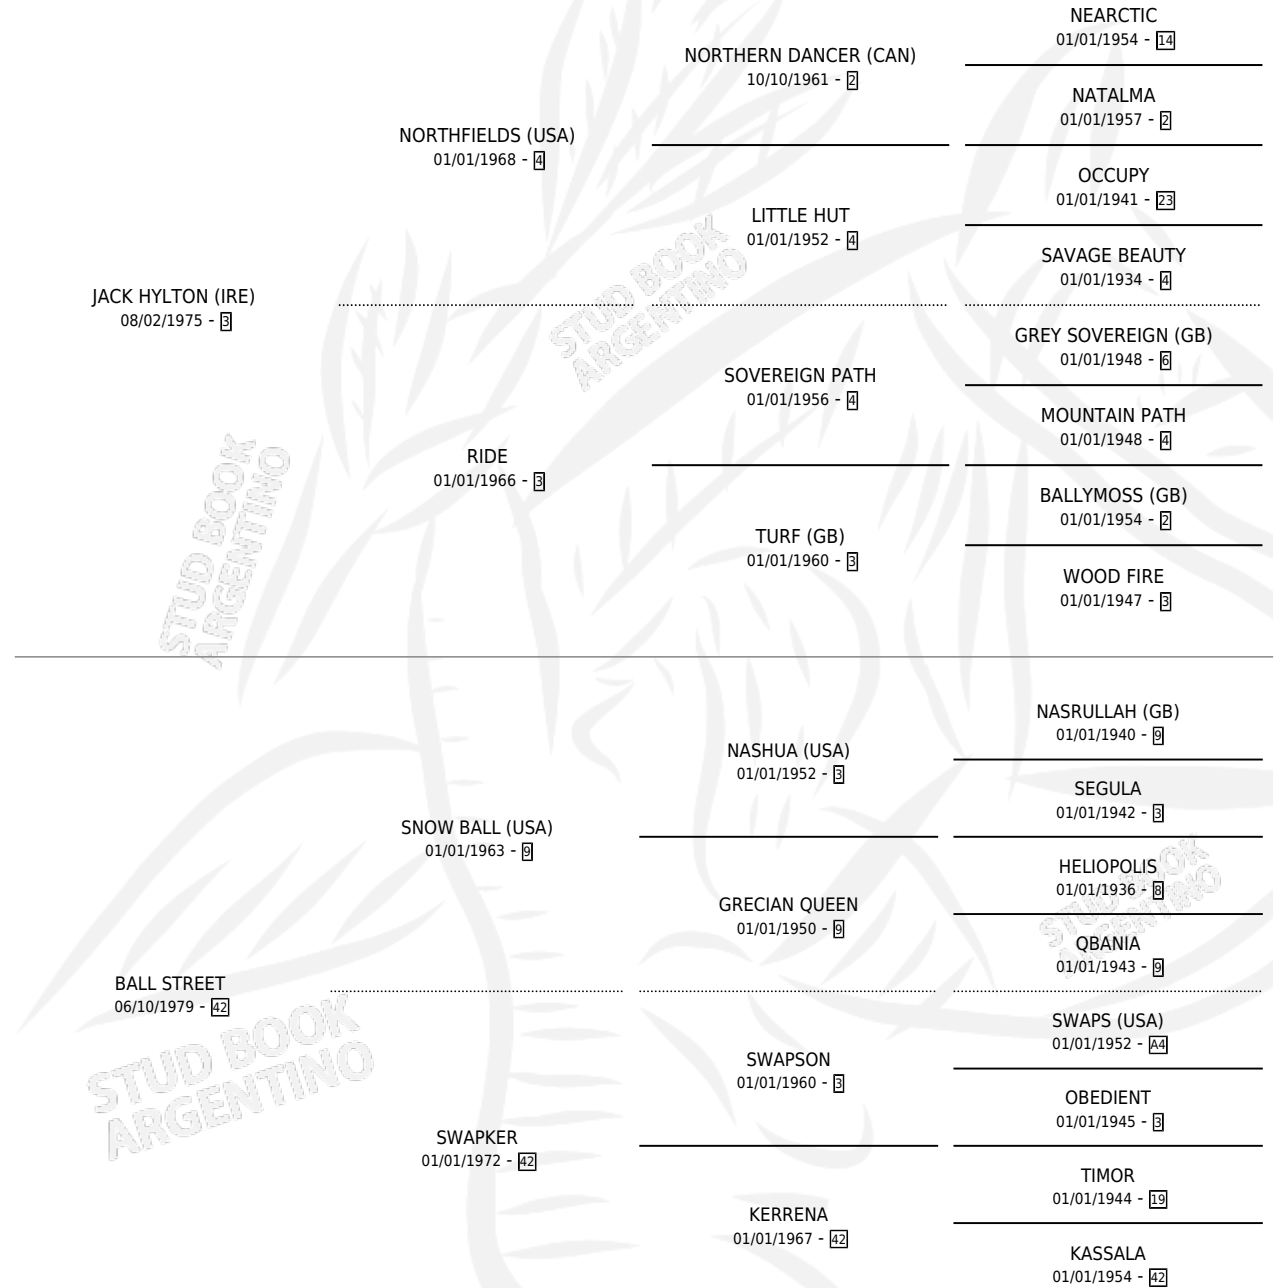 NEARCTIC
01/01/1954 - 14
NORTHERN DANCER (CAN)
10/10/1961 - 2
NATALMA
01/01/1957 - 2
NORTHFIELDS (USA)
01/01/1968 - 4
OCCUPY
01/01/1941 - 23
LITTLE HUT
01/01/1952 - 4
SAVAGE BEAUTY
01/01/1934 - 4
JACK HYLTON (IRE)
08/02/1975 - 3
GREY SOVEREIGN (GB)
01/01/1948 - 6
SOVEREIGN PATH
01/01/1956 - 4
MOUNTAIN PATH
01/01/1948 - 4
RIDE
01/01/1966 - 3
BALLYMOSS (GB)
01/01/1954 - 2
TURF (GB)
01/01/1960 - 3
WOOD FIRE
01/01/1947 - 3
NASRULLAH (GB)
01/01/1940 - 9
NASHUA (USA)
01/01/1952 - 3
SEGULA
01/01/1942 - 3
SNOW BALL (USA)
01/01/1963 - 9
HELIOPOLIS
01/01/1936 - 8
GRECIAN QUEEN
01/01/1950 - 9
QBANIA
01/01/1943 - 9
BALL STREET
06/10/1979 - 42
SWAPS (USA)
01/01/1952 - A4
SWAPSON
01/01/1960 - 3
OBEDIENT
01/01/1945 - 3
SWAPKER
01/01/1972 - 42
TIMOR
01/01/1944 - 19
KERRENA
01/01/1967 - 42
KASSALA
01/01/1954 - 42
STUD BOOK
ARGENTINO
STUD BOOK
ARGENTINO
STUD BOOK
ARGENTINO
STUD BOOK
ARGENTINO